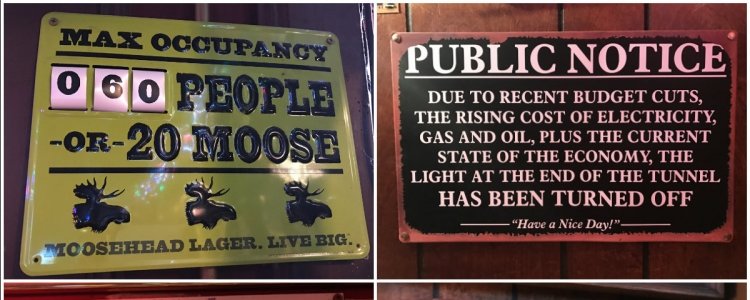 MAX OCCUPANCY
060 PEOPLE
-OR- 20 MOOSE
MOOSEHEAD LAGER. LIVE BIG.
PUBLIC NOTICE
DUE TO RECENT BUDGET CUTS,
THE RISING COST OF ELECTRICITY,
GAS AND OIL, PLUS THE CURRENT
STATE OF THE ECONOMY, THE
LIGHT AT THE END OF THE TUNNEL
HAS BEEN TURNED OFF
"Have a Nice Day!"